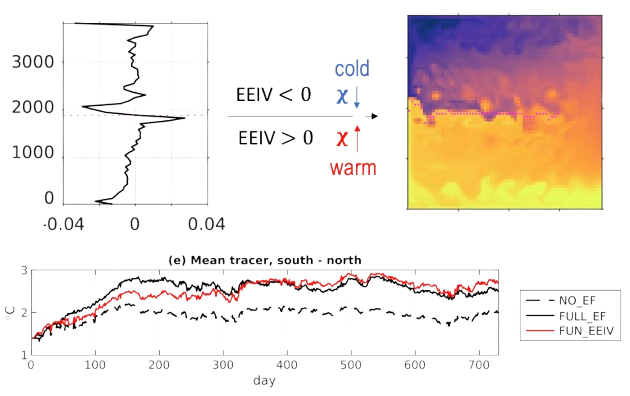 3000
2000
1000
0
-0.04
0
0.04
EEIV < 0
EEIV > 0
cold
χ ↓
χ ↑
warm
(e) Mean tracer, south - north
3
2
1
°C
0
100
200
300
400
500
600
700
day
NO_EF
FULL_EF
FUN_EEIV